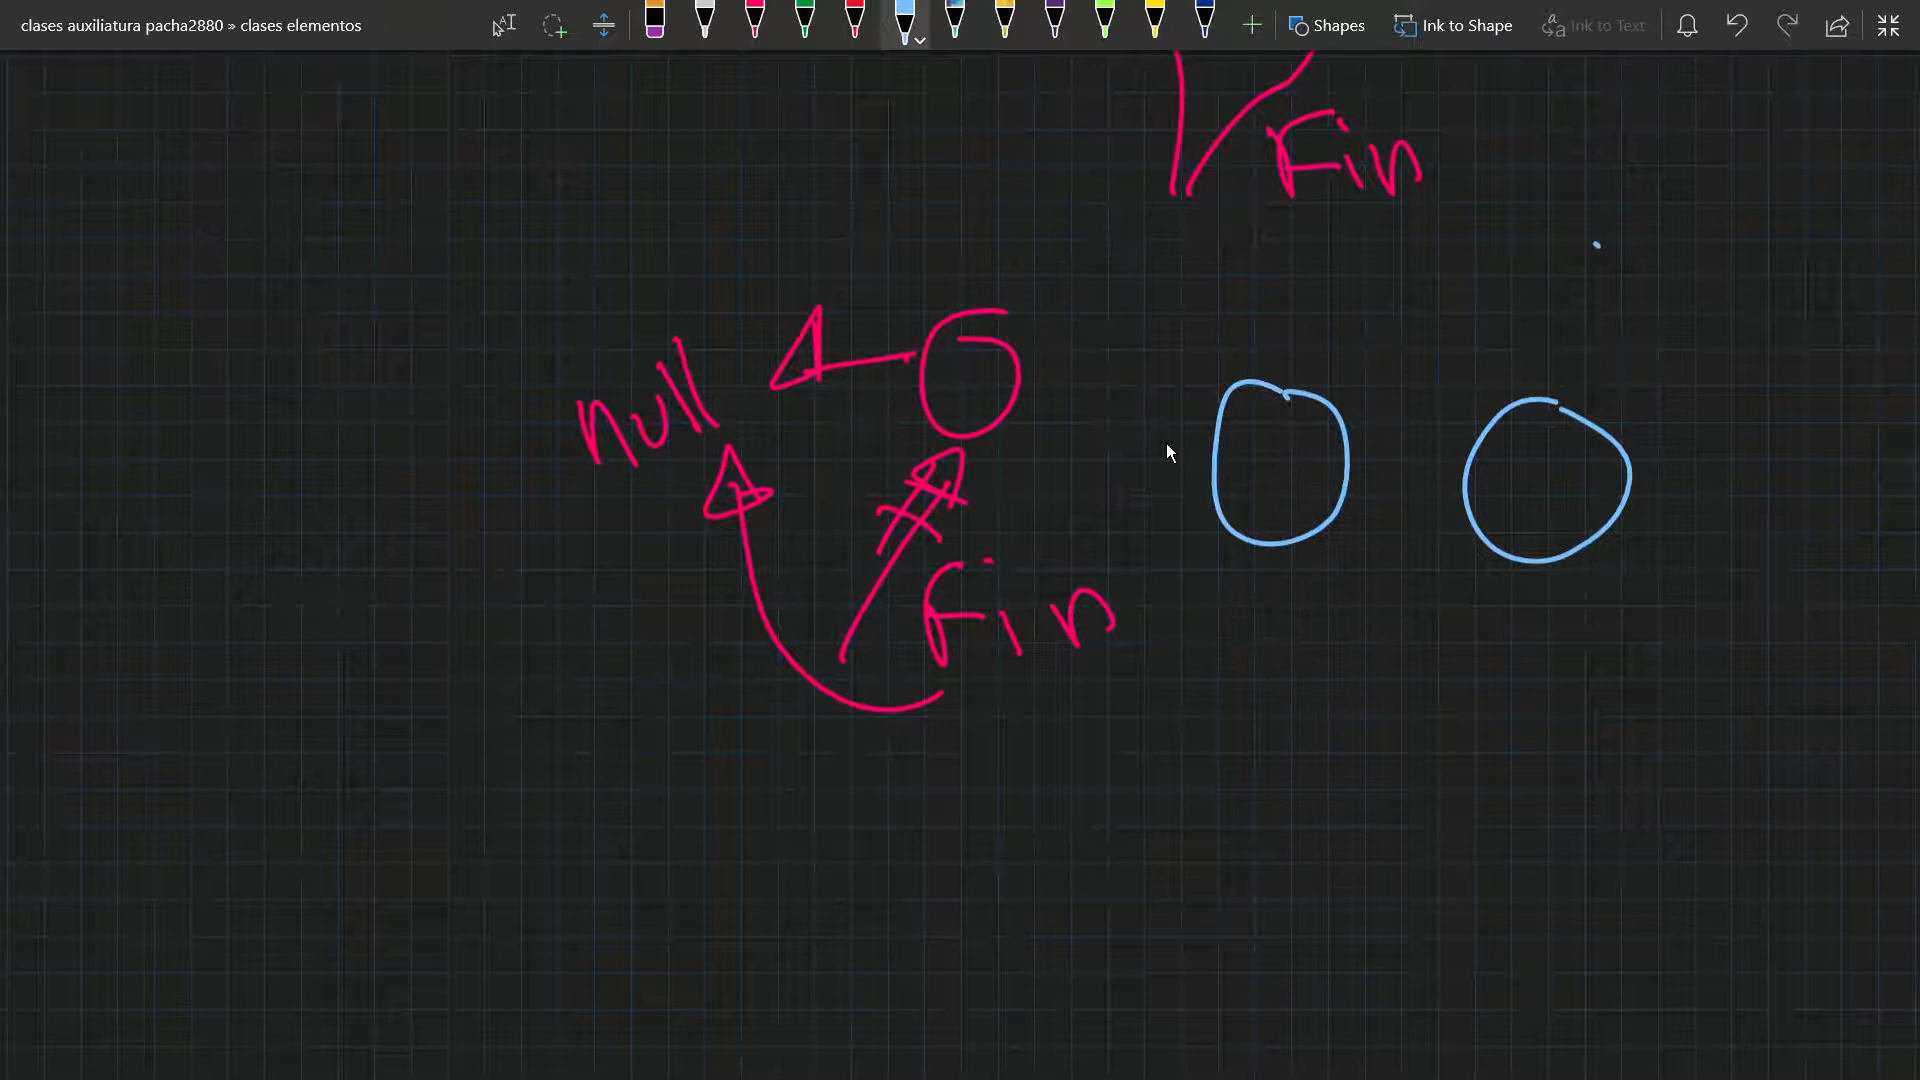 clases auxiliatura pacha2880 » clases elementos
Shapes
Ink to Shape
Ink to Text
Fin
null
Fin